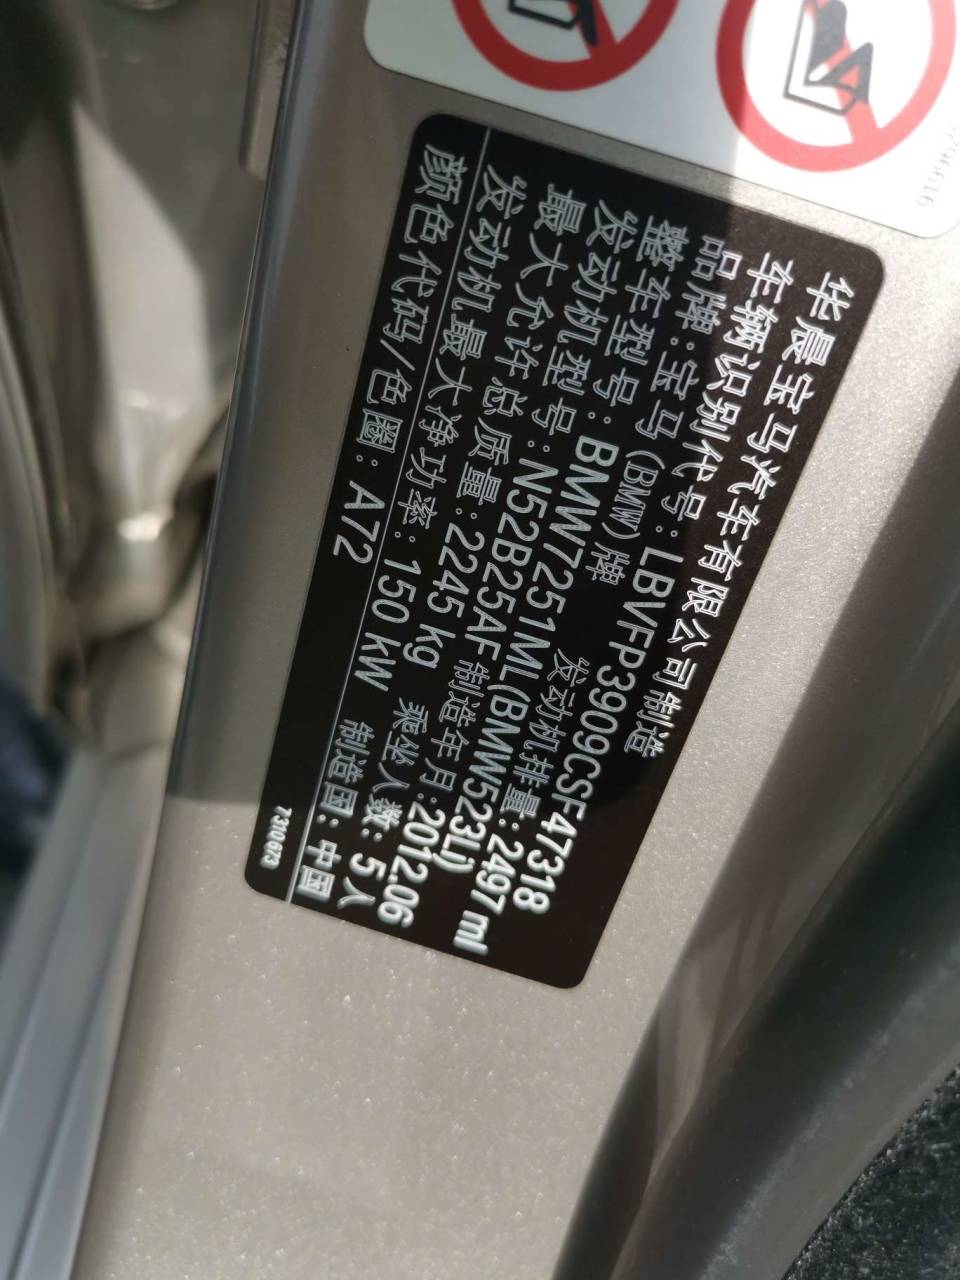 华晨宝马汽车有限公司制造
车辆识别代号：LBVFP3909CSF47318
品牌：宝马（BMW）牌 发动机排量：2497 ml
整车型号：BMW7251ML(BMW523Li)
发动机型号：N52B25AF 制造年月：2012.06
最大允许总质量：2245 kg 乘坐人数：5人
发动机最大净功率：150 kW 制造国：中国
颜色代码/色圈：A72
7310673